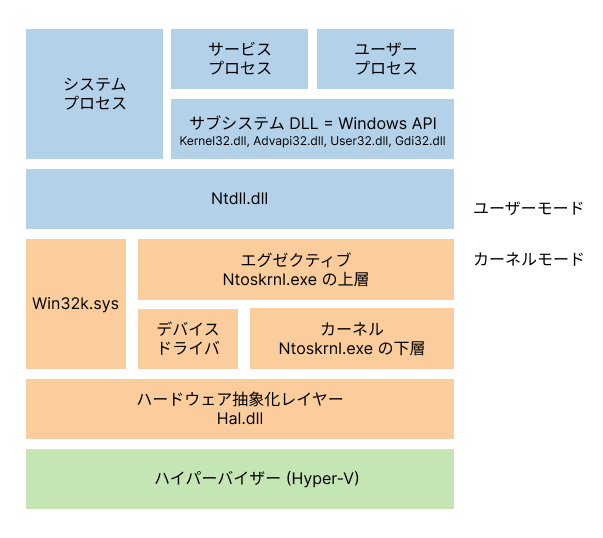 システム
プロセス
サービス
プロセス
ユーザー
プロセス
サブシステム DLL = Windows API
Kernel32.dll, Advapi32.dll, User32.dll, Gdi32.dll
Ntdll.dll
ユーザーモード
カーネルモード
Win32k.sys
エグゼクティブ
Ntoskrnl.exe の上層
デバイス
ドライバ
カーネル
Ntoskrnl.exe の下層
ハードウェア抽象化レイヤー
Hal.dll
ハイパーバイザー (Hyper-V)